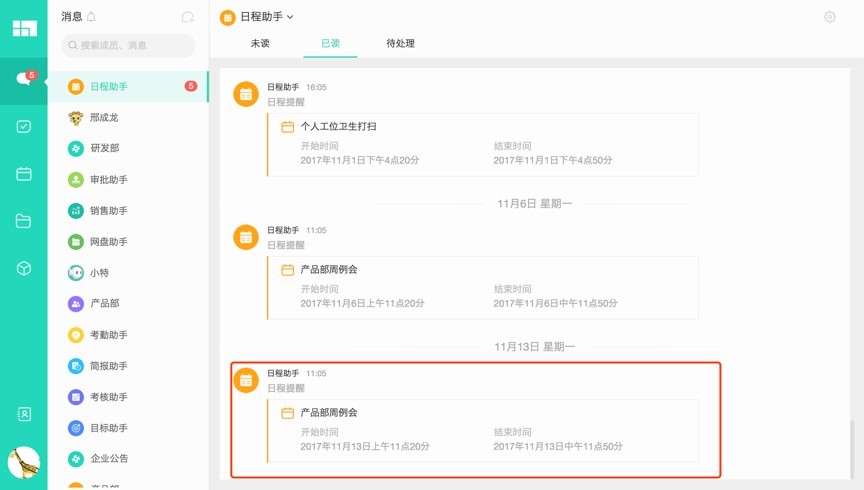 消息
搜索成员、消息
5
日程助手
5
邢成龙
研发部
审批助手
销售助手
网盘助手
小特
产品部
考勤助手
简报助手
考核助手
目标助手
企业公告
日程助手
未读
已读
待处理
日程助手 16:05
日程提醒
个人工位卫生打扫
开始时间 结束时间
2017年11月1日下午4点20分 2017年11月1日下午4点50分
11月6日 星期一
日程助手 11:05
日程提醒
产品部周例会
开始时间 结束时间
2017年11月6日上午11点20分 2017年11月6日中午11点50分
11月13日 星期一
日程助手 11:05
日程提醒
产品部周例会
开始时间 结束时间
2017年11月13日上午11点20分 2017年11月13日中午11点50分